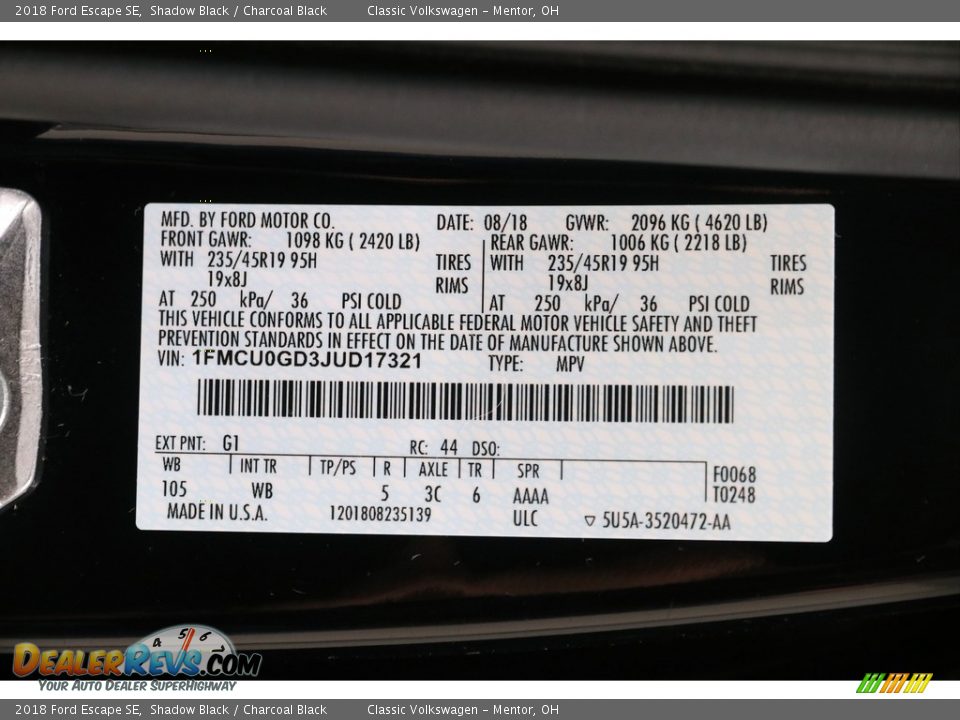 2018 Ford Escape SE, Shadow Black / Charcoal Black Classic Volkswagen – Mentor, OH
MFD. BY FORD MOTOR CO. DATE: 08/18 GVWR: 2096 KG ( 4620 LB)
FRONT GAWR: 1098 KG ( 2420 LB) REAR GAWR: 1006 KG ( 2218 LB)
WITH 235/45R19 95H TIRES WITH 235/45R19 95H TIRES
19x8J RIMS 19x8J RIMS
AT 250 kPa/ 36 PSI COLD AT 250 kPa/ 36 PSI COLD
THIS VEHICLE CONFORMS TO ALL APPLICABLE FEDERAL MOTOR VEHICLE SAFETY AND THEFT
PREVENTION STANDARDS IN EFFECT ON THE DATE OF MANUFACTURE SHOWN ABOVE.
VIN: 1FMCU0GD3JUD17321 TYPE: MPV
EXT PNT: G1 RC: 44 DSO:
WB INT TR TP/PS R AXLE TR SPR F0068
105 WB 5 3C 6 AAAA T0248
MADE IN U.S.A. 1201808235139 ULC ▽ 5U5A-3520472-AA
4 5 6
DEALERREVS.COM
YOUR AUTO DEALER SUPERHIGHWAY
2018 Ford Escape SE, Shadow Black / Charcoal Black Classic Volkswagen – Mentor, OH